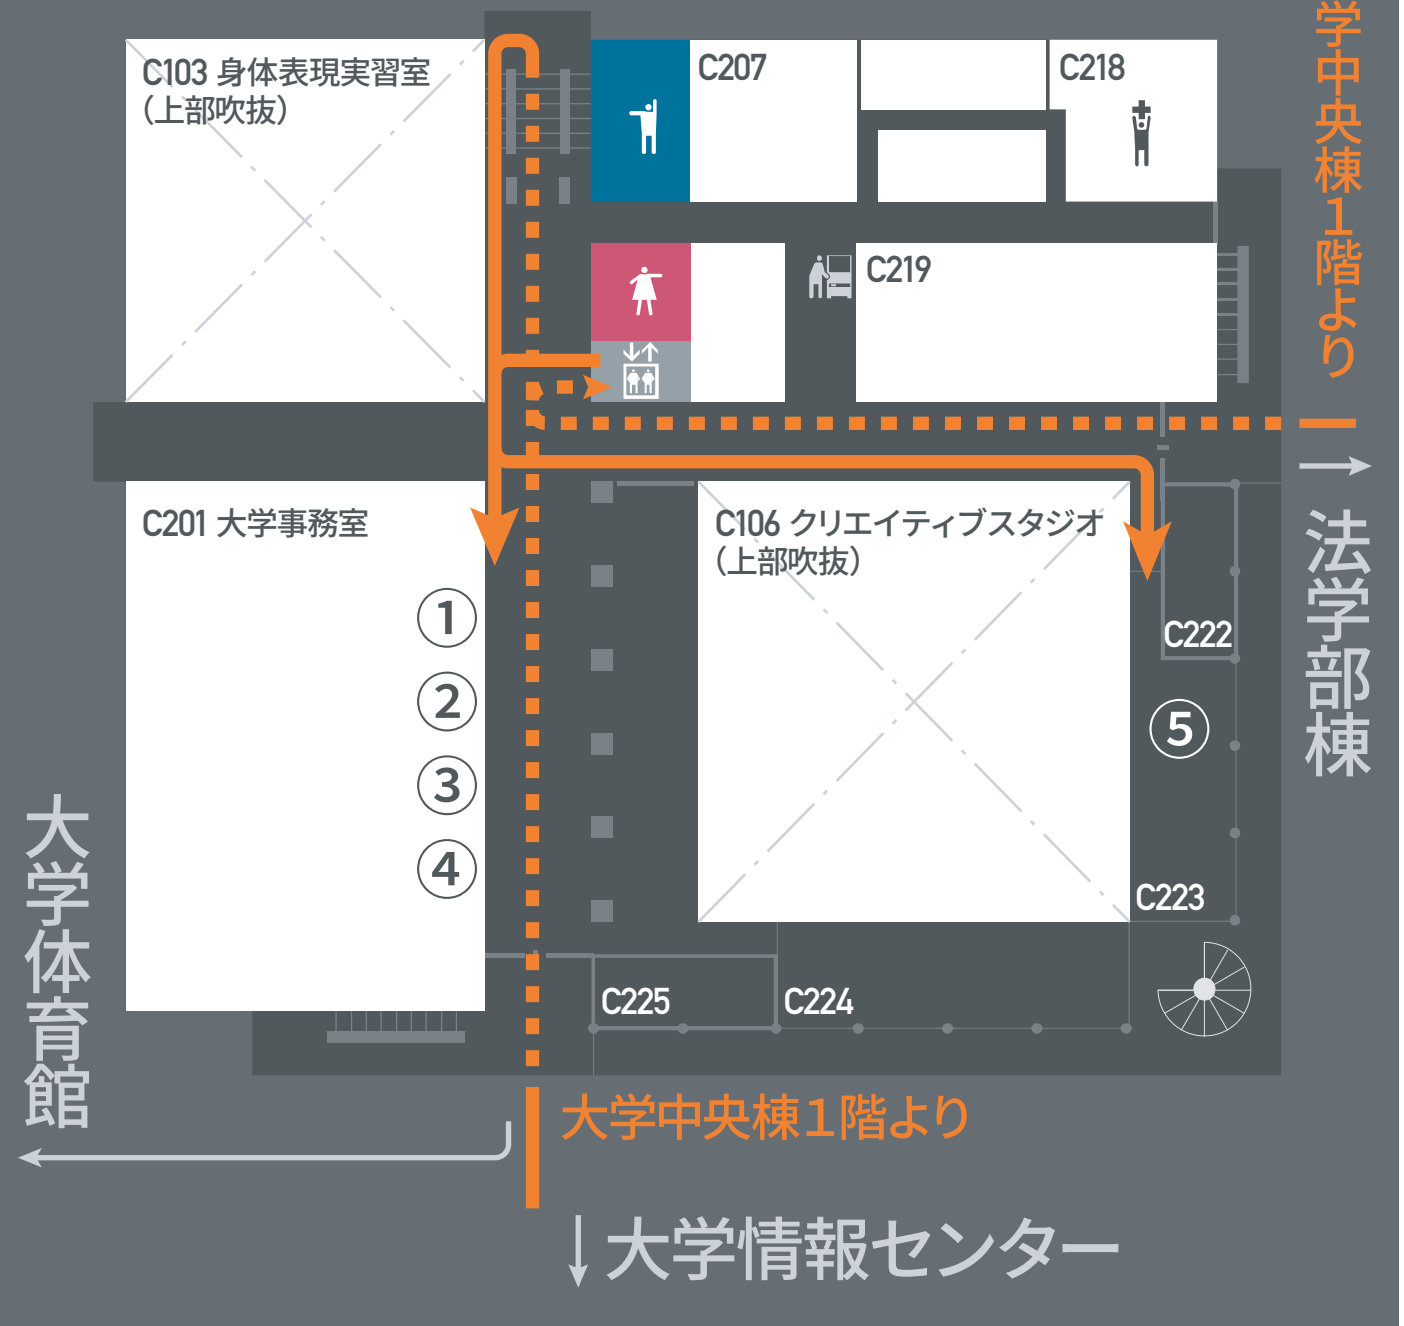 C103 身体表現実習室
（上部吹抜）
C207
C218
学中央棟１階より
C219
C201 大学事務室
①
②
③
④
C106 クリエイティブスタジオ
（上部吹抜）
C222
⑤
C223
→
法学部棟
C225
C224
大学体育館
大学中央棟１階より
↓大学情報センター